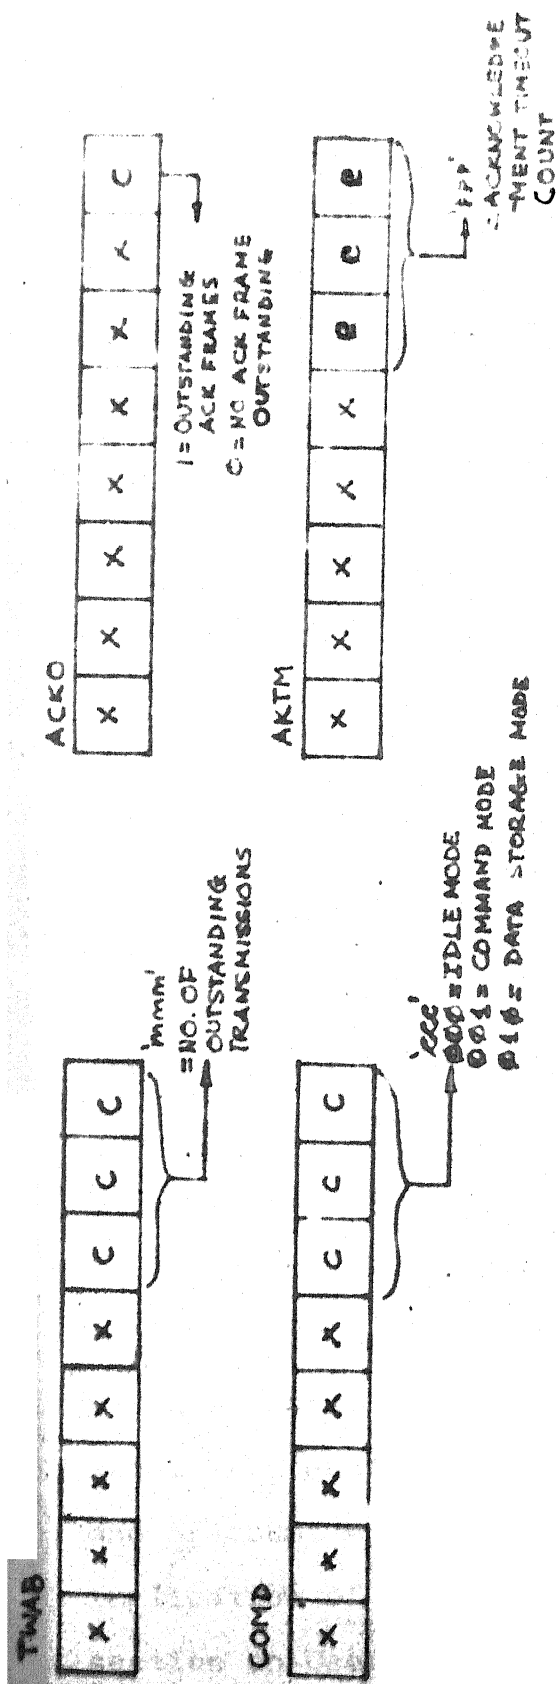 TWAB
X X X X X C C C
'mmm'
=NO. OF
OUTSTANDING
TRANSMISSIONS
ACKO
X X X X X X X C
1=OUTSTANDING
ACK FRAMES
0=NO ACK FRAME
OUTSTANDING
COMD
X X X X X C C C
'ccc'
000=IDLE MODE
001=COMMAND MODE
010=DATA STORAGE MODE
AKTM
X X X X X
=ACKNOWLEDGE
MENT TIMEOUT
COUNT